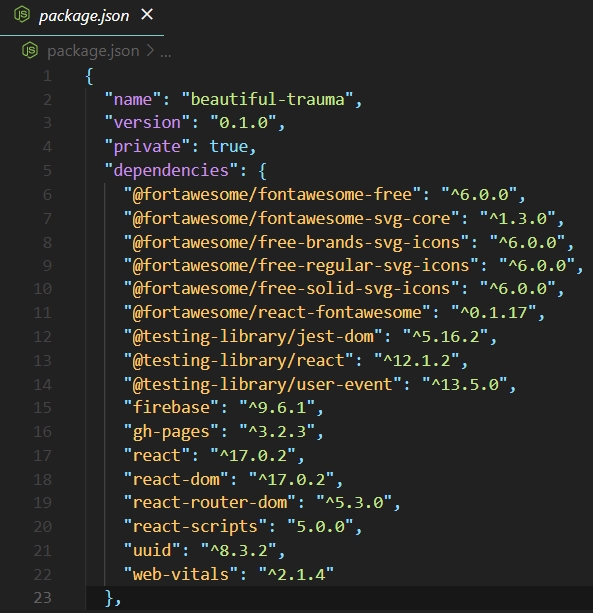 package.json ×
package.json > ...
1 {
2 "name": "beautiful-trauma",
3 "version": "0.1.0",
4 "private": true,
5 "dependencies": {
6 "@fortawesome/fontawesome-free": "^6.0.0",
7 "@fortawesome/fontawesome-svg-core": "^1.3.0",
8 "@fortawesome/free-brands-svg-icons": "^6.0.0",
9 "@fortawesome/free-regular-svg-icons": "^6.0.0",
10 "@fortawesome/free-solid-svg-icons": "^6.0.0",
11 "@fortawesome/react-fontawesome": "^0.1.17",
12 "@testing-library/jest-dom": "^5.16.2",
13 "@testing-library/react": "^12.1.2",
14 "@testing-library/user-event": "^13.5.0",
15 "firebase": "^9.6.1",
16 "gh-pages": "^3.2.3",
17 "react": "^17.0.2",
18 "react-dom": "^17.0.2",
19 "react-router-dom": "^5.3.0",
20 "react-scripts": "5.0.0",
21 "uuid": "^8.3.2",
22 "web-vitals": "^2.1.4"
23 },